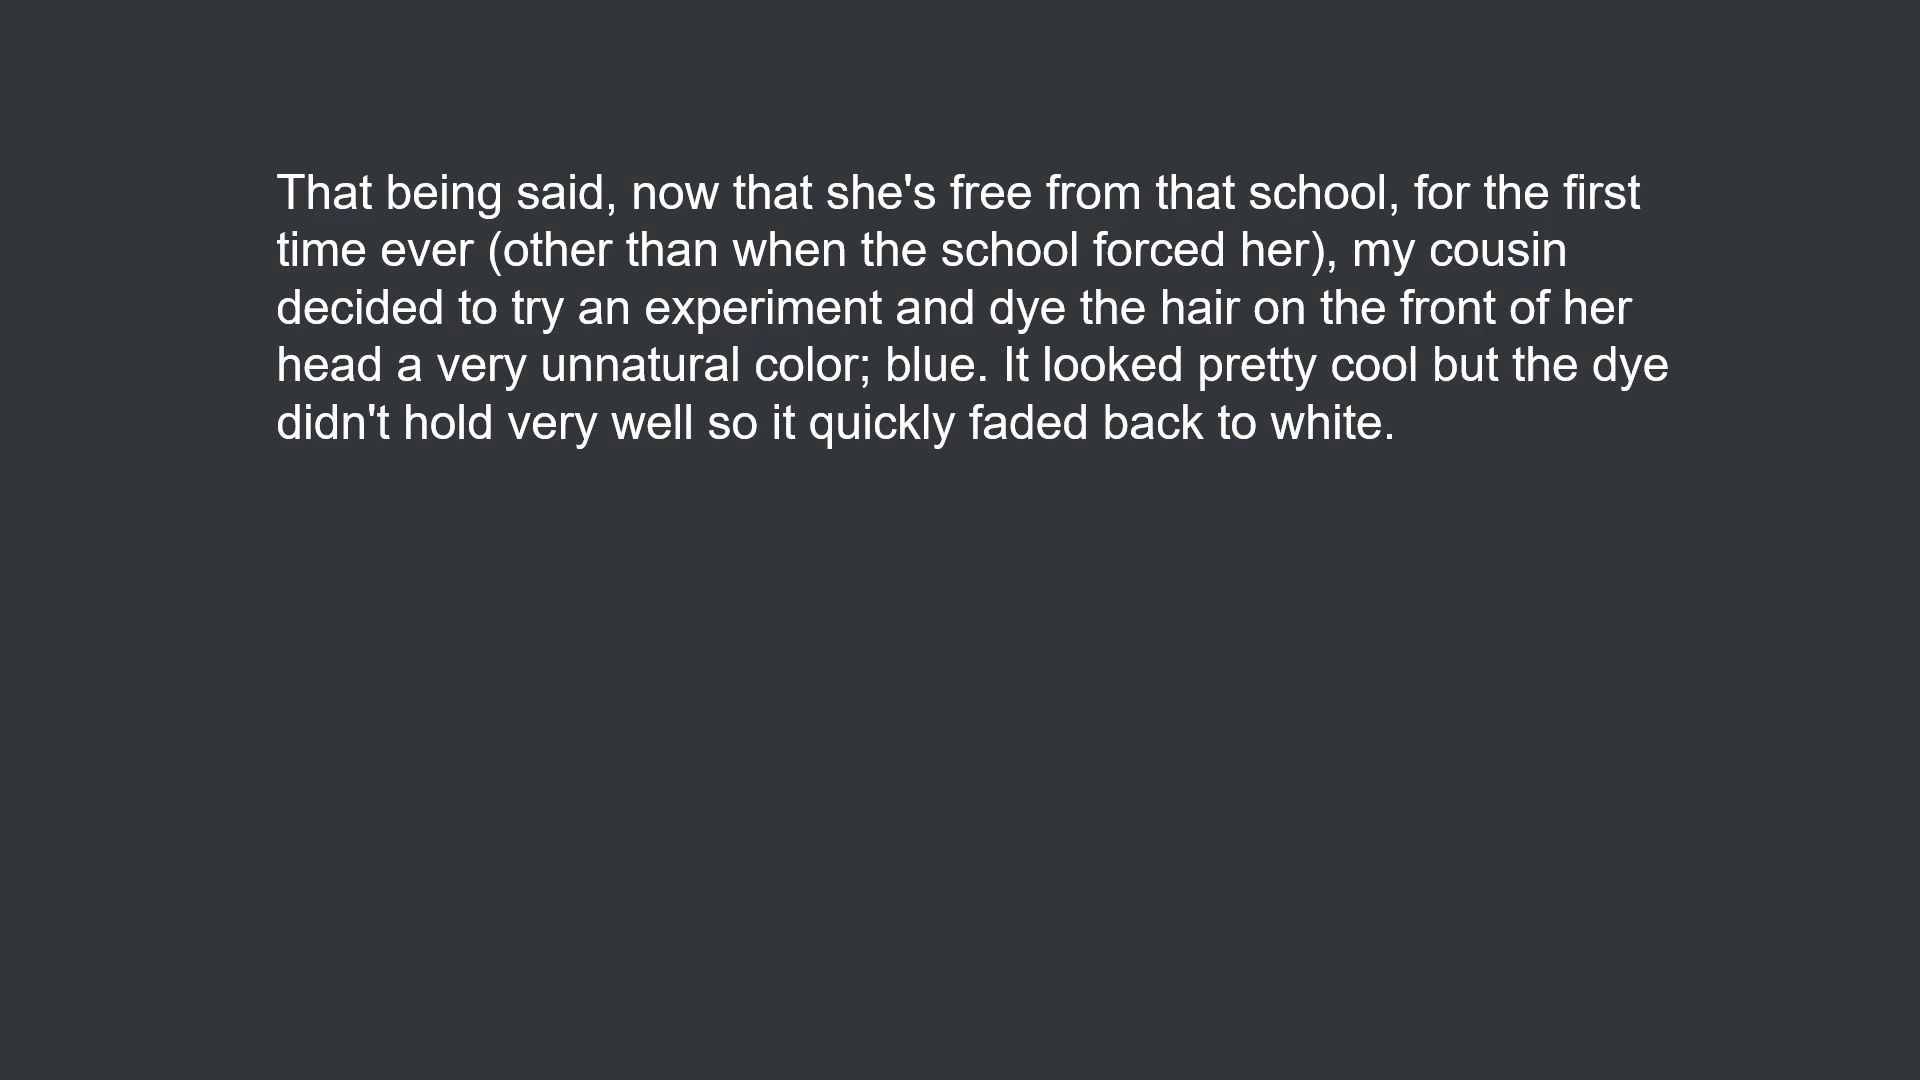 That being said, now that she's free from that school, for the first
time ever (other than when the school forced her), my cousin
decided to try an experiment and dye the hair on the front of her
head a very unnatural color; blue. It looked pretty cool but the dye
didn't hold very well so it quickly faded back to white.